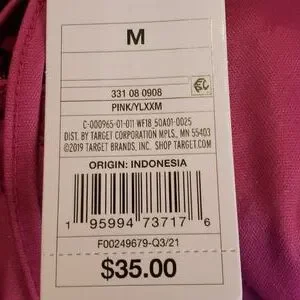 M
331 08 0908
PINK/YLXXM
C-000965-01-011 WF18 50A01-0025
DIST. BY TARGET CORPORATION MPLS., MN 55403
©2019 TARGET BRANDS, INC. SHOP TARGET.COM
ORIGIN: INDONESIA
1 95994 73717 6
F00249679-Q3/21
$35.00